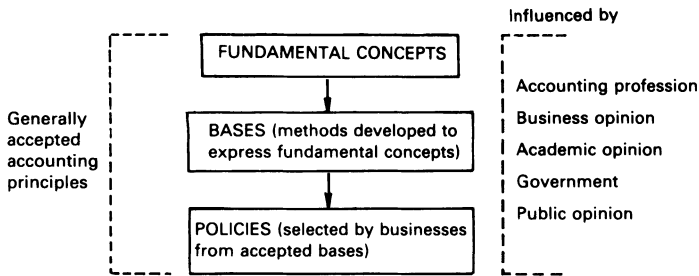 Influenced by
FUNDAMENTAL CONCEPTS
Generally
accepted
accounting
principles
BASES (methods developed to
express fundamental concepts)
POLICIES (selected by businesses
from accepted bases)
Accounting profession
Business opinion
Academic opinion
Government
Public opinion